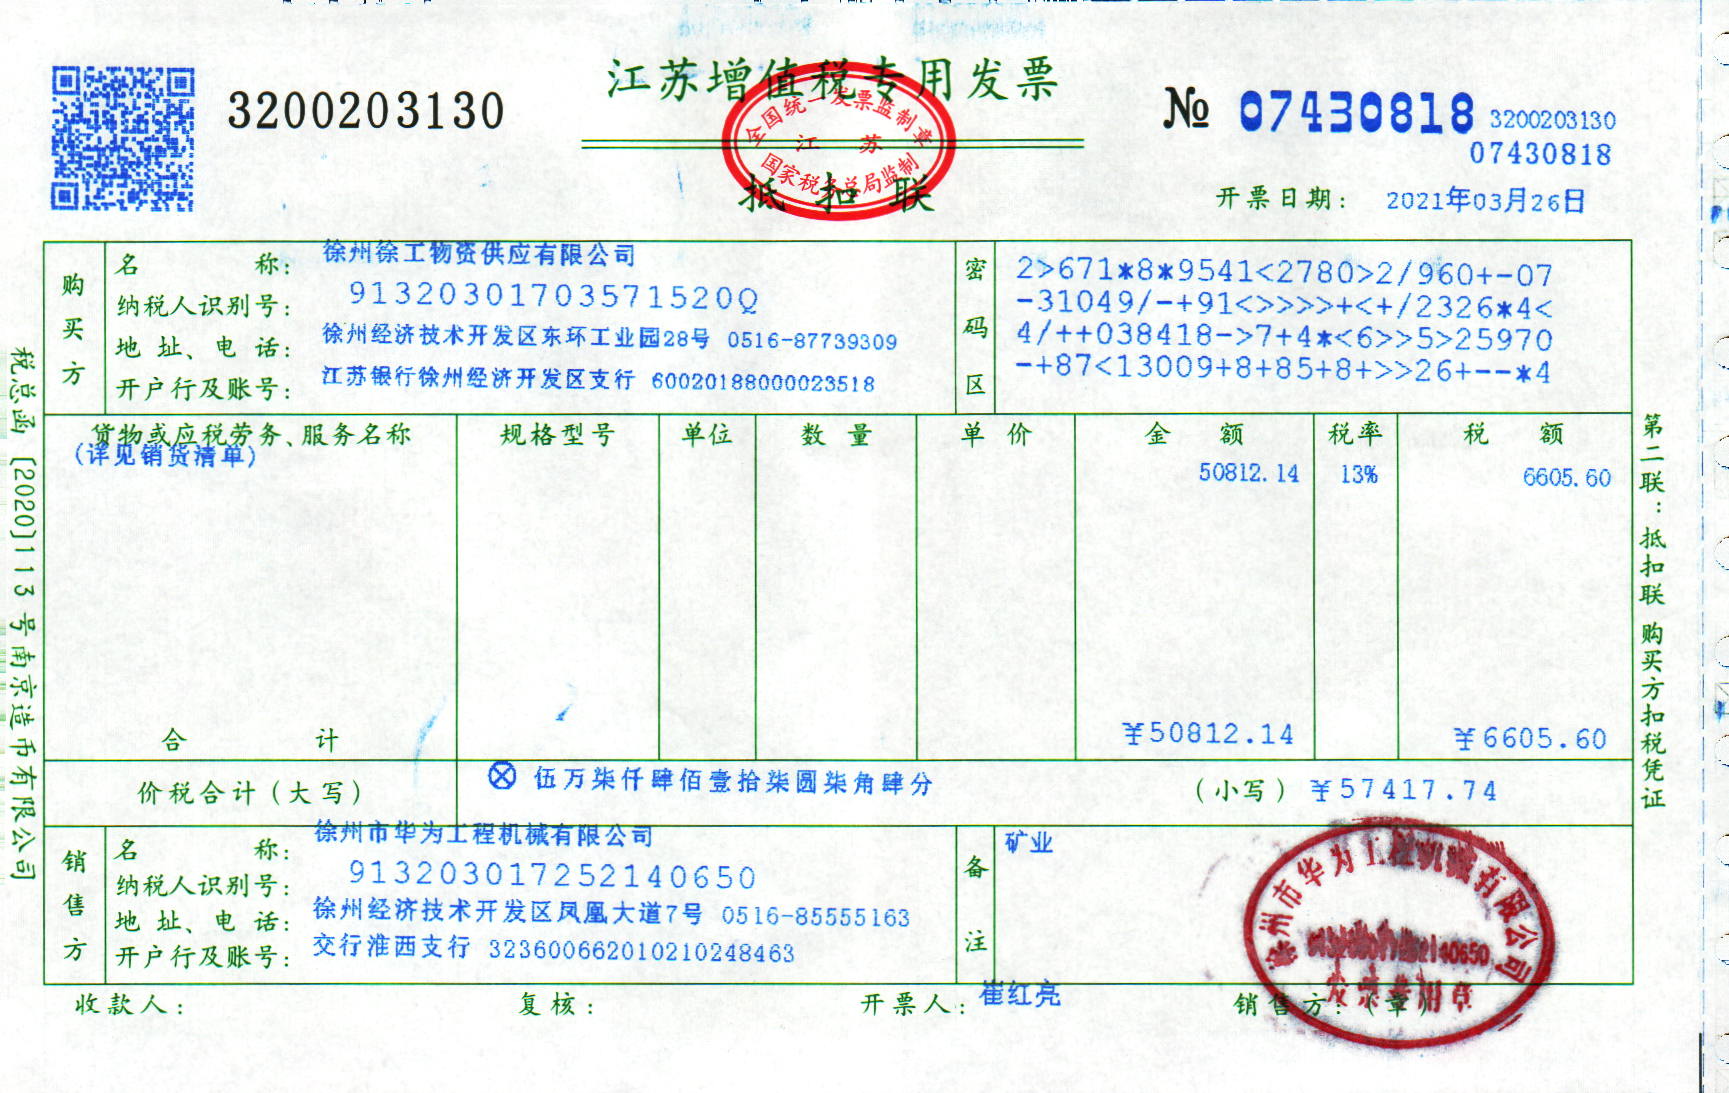 江苏增值税专用发票
3200203130
№ 07430818 3200203130
07430818
全国统一发票监制章
江 苏
国家税务总局监制
抵扣联
开票日期: 2021年03月26日
购买方
名 称: 徐州徐工物资供应有限公司
纳税人识别号: 91320301703571520Q
地 址、电 话: 徐州经济技术开发区东环工业园28号 0516-87739309
开户行及账号: 江苏银行徐州经济开发区支行 60020188000023518
密码区
2>671*8*9541<2780>2/960+-07
-31049/-+91<>>>>+<+/2326*4<
4/++038418->7+4*<6>>5>25970
-+87<13009+8+85+8+>>26+--*4
货物或应税劳务、服务名称 规格型号 单位 数 量 单 价 金 额 税率 税 额
(详见销货清单) 50812.14 13% 6605.60
合 计 ¥50812.14 ¥6605.60
价税合计(大写) ⊗ 伍万柒仟肆佰壹拾柒圆柒角肆分 (小写) ¥57417.74
销售方
名 称: 徐州市华为工程机械有限公司
纳税人识别号: 913203017252140650
地 址、电 话: 徐州经济技术开发区凤凰大道7号 0516-85555163
开户行及账号: 交行淮西支行 323600662010210248463
备注
矿业
收款人: 复核: 开票人: 崔红亮 销售方:(章)
徐州市华为工程机械有限公司
发票专用章
税总函[2020]113号南京造币有限公司
第二联:抵扣联 购买方扣税凭证